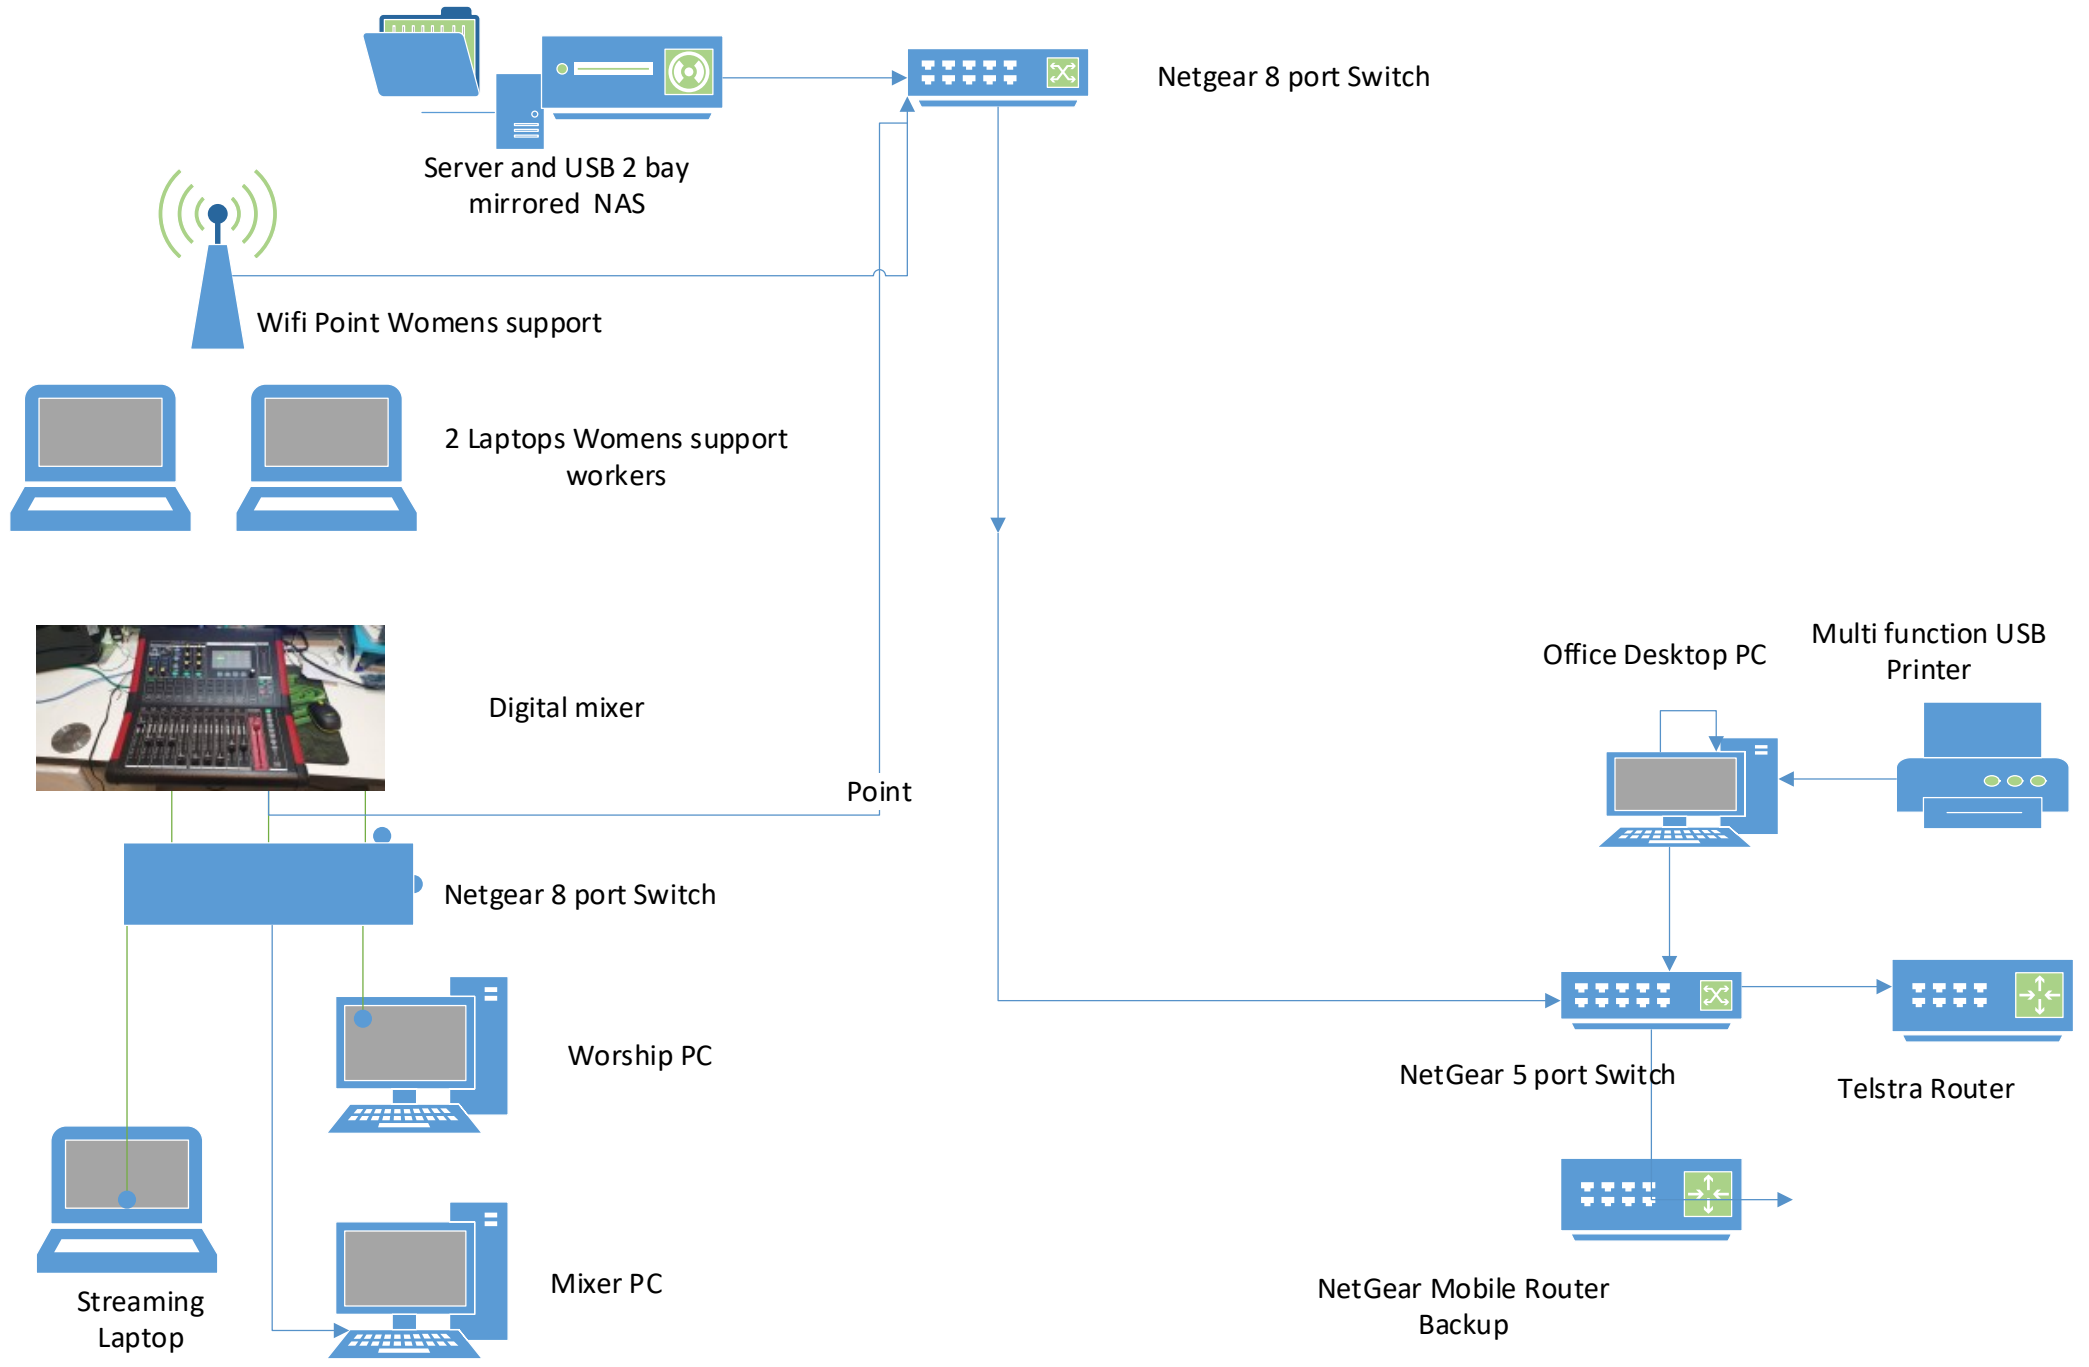 Netgear 8 port Switch
Server and USB 2 bay
mirrored NAS
Wifi Point Womens support
2 Laptops Womens support
workers
Multi function USB
Printer
Office Desktop PC
Digital mixer
Point
Netgear 8 port Switch
Worship PC
NetGear 5 port Switch
Telstra Router
Mixer PC
Streaming
Laptop
NetGear Mobile Router
Backup